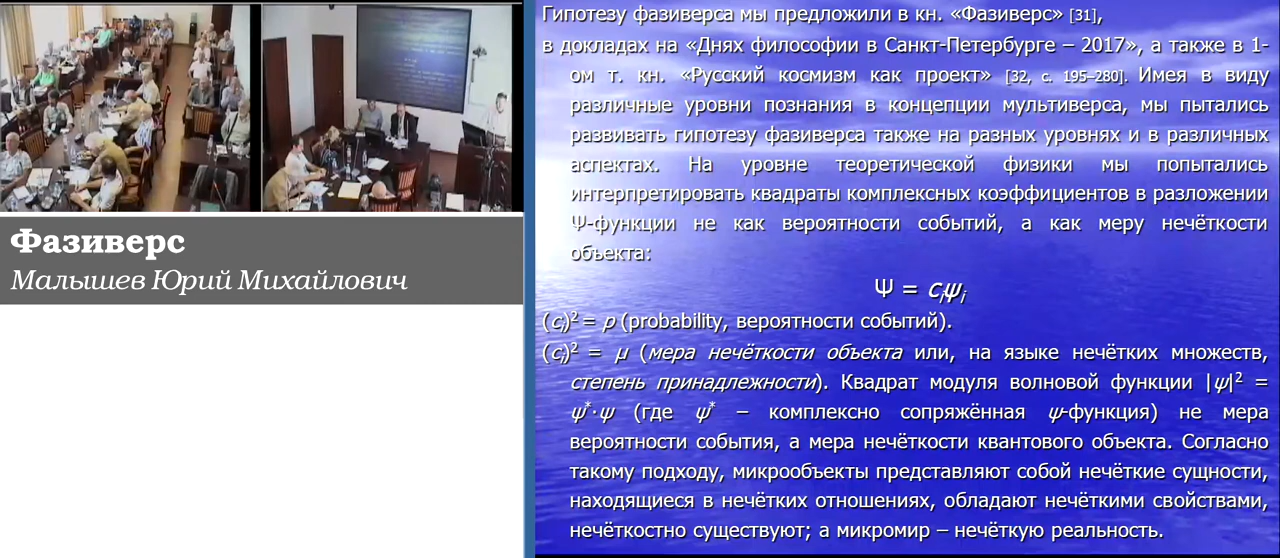 Фазиверс
Малышев Юрий Михайлович
Гипотезу фазиверса мы предложили в кн. «Фазиверс» [31],
в докладах на «Днях философии в Санкт-Петербурге – 2017», а также в 1-
ом т. кн. «Русский космизм как проект» [32, с. 195–280]. Имея в виду
различные уровни познания в концепции мультиверса, мы пытались
развивать гипотезу фазиверса также на разных уровнях и в различных
аспектах. На уровне теоретической физики мы попытались
интерпретировать квадраты комплексных коэффициентов в разложении
Ψ-функции не как вероятности событий, а как меру нечёткости
объекта:
Ψ = cᵢψᵢ
(cᵢ)² = p (probability, вероятности событий).
(cᵢ)² = μ (мера нечёткости объекта или, на языке нечётких множеств,
степень принадлежности). Квадрат модуля волновой функции |ψ|² =
ψ*·ψ (где ψ* – комплексно сопряжённая ψ-функция) не мера
вероятности события, а мера нечёткости квантового объекта. Согласно
такому подходу, микрообъекты представляют собой нечёткие сущности,
находящиеся в нечётких отношениях, обладают нечёткими свойствами,
нечёткостно существуют; а микромир – нечёткую реальность.